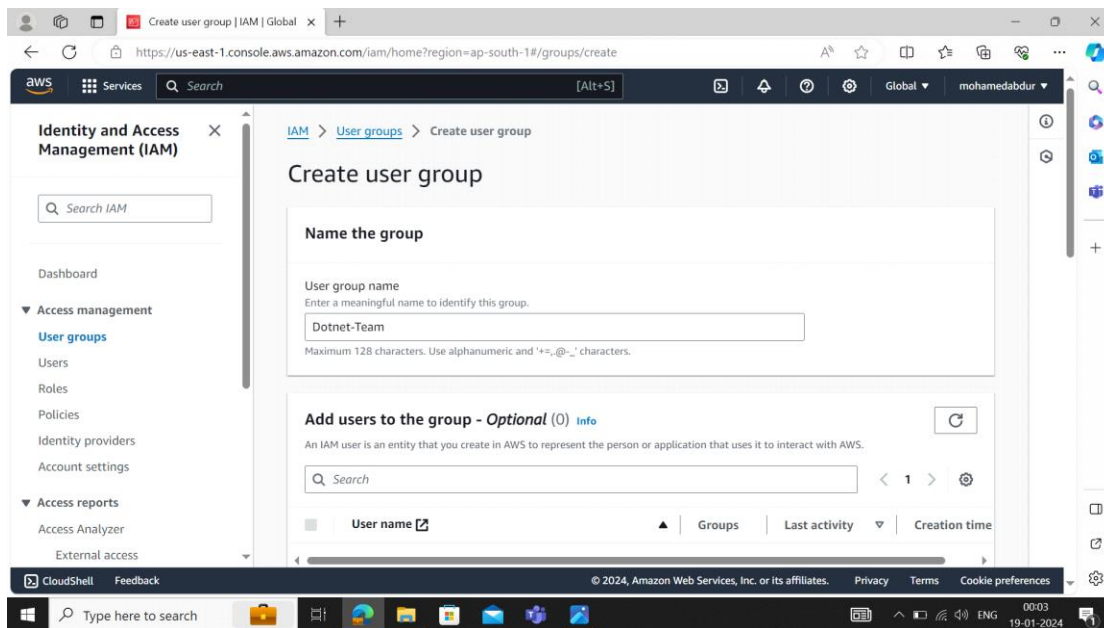 Create user group | IAM | Global
https://us-east-1.console.aws.amazon.com/iam/home?region=ap-south-1#/groups/create
aws
Services
Search
[Alt+S]
Global
mohamedabdur
Identity and Access
Management (IAM)
Search IAM
Dashboard
Access management
User groups
Users
Roles
Policies
Identity providers
Account settings
Access reports
Access Analyzer
External access
IAM > User groups > Create user group
Create user group
Name the group
User group name
Enter a meaningful name to identify this group.
Dotnet-Team
Maximum 128 characters. Use alphanumeric and '+=,.@-_' characters.
Add users to the group - Optional (0) Info
An IAM user is an entity that you create in AWS to represent the person or application that uses it to interact with AWS.
Search
1
User name
Groups
Last activity
Creation time
CloudShell
Feedback
© 2024, Amazon Web Services, Inc. or its affiliates.
Privacy
Terms
Cookie preferences
Type here to search
ENG
00:03
19-01-2024